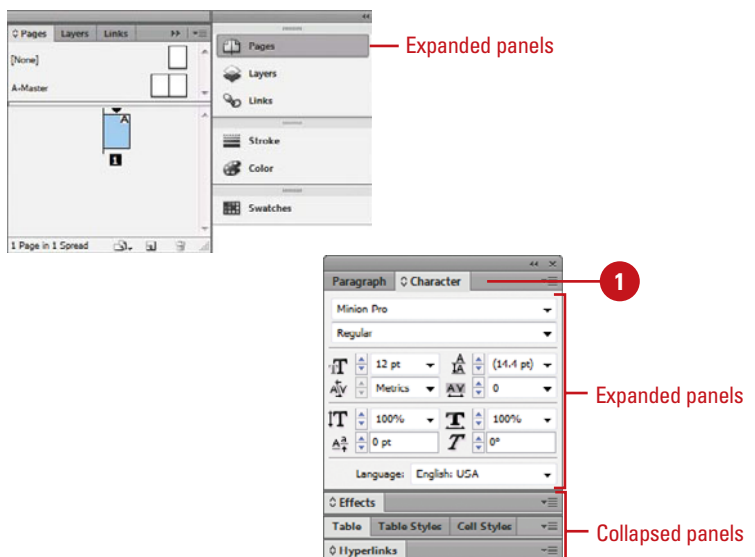 Pages Layers Links
[None]
A-Master
A
1
1 Page in 1 Spread
Pages
Layers
Links
Stroke
Color
Swatches
Expanded panels
Paragraph Character
1
Minion Pro
Regular
12 pt (14.4 pt)
Metrics 0
100% 100%
0 pt 0°
Language: English: USA
Expanded panels
Effects
Table Table Styles Cell Styles
Hyperlinks
Collapsed panels